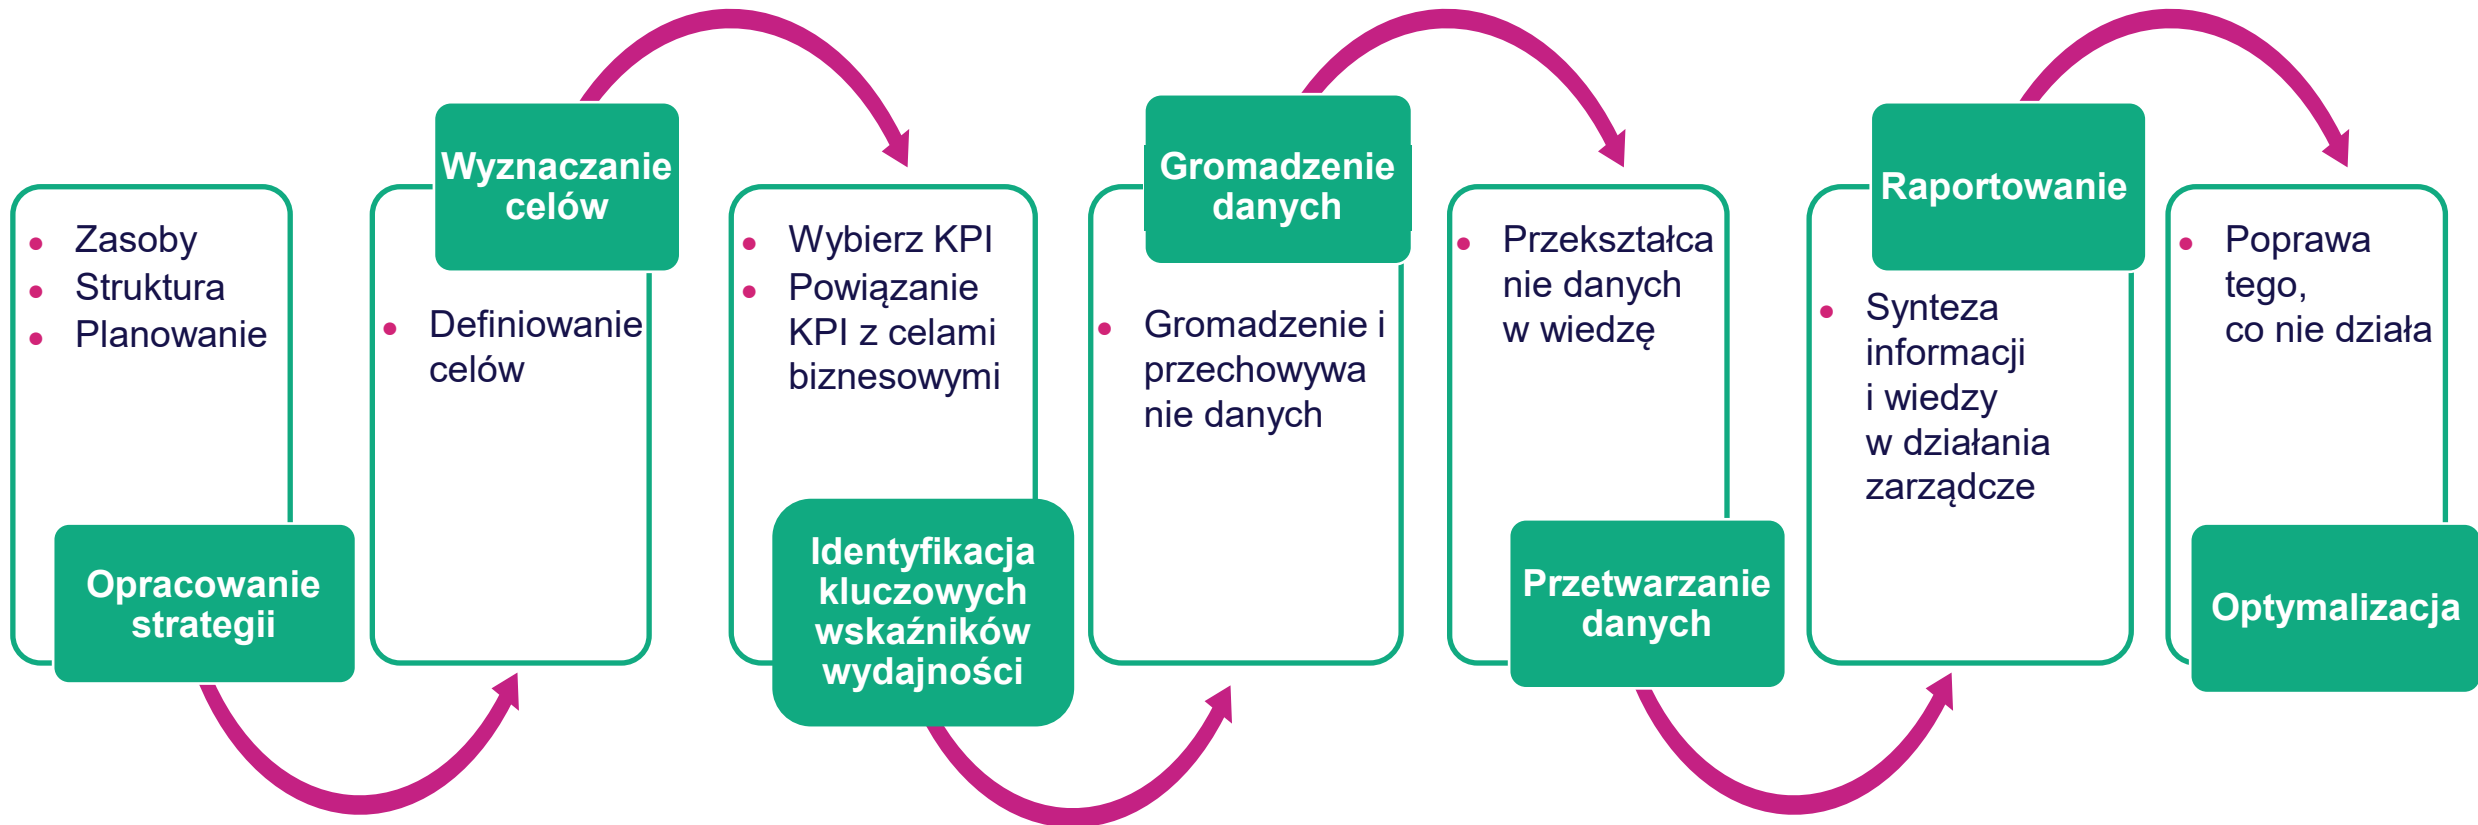 Zasoby
Struktura
Planowanie
Opracowanie
strategii
Wyznaczanie
celów
Definiowanie
celów
Wybierz KPI
Powiązanie
KPI z celami
biznesowymi
Identyfikacja
kluczowych
wskaźników
wydajności
Gromadzenie
danych
Gromadzenie i
przechowywa
nie danych
Przekształca
nie danych
w wiedzę
Przetwarzanie
danych
Raportowanie
Synteza
informacji
i wiedzy
w działania
zarządcze
Poprawa
tego,
co nie działa
Optymalizacja